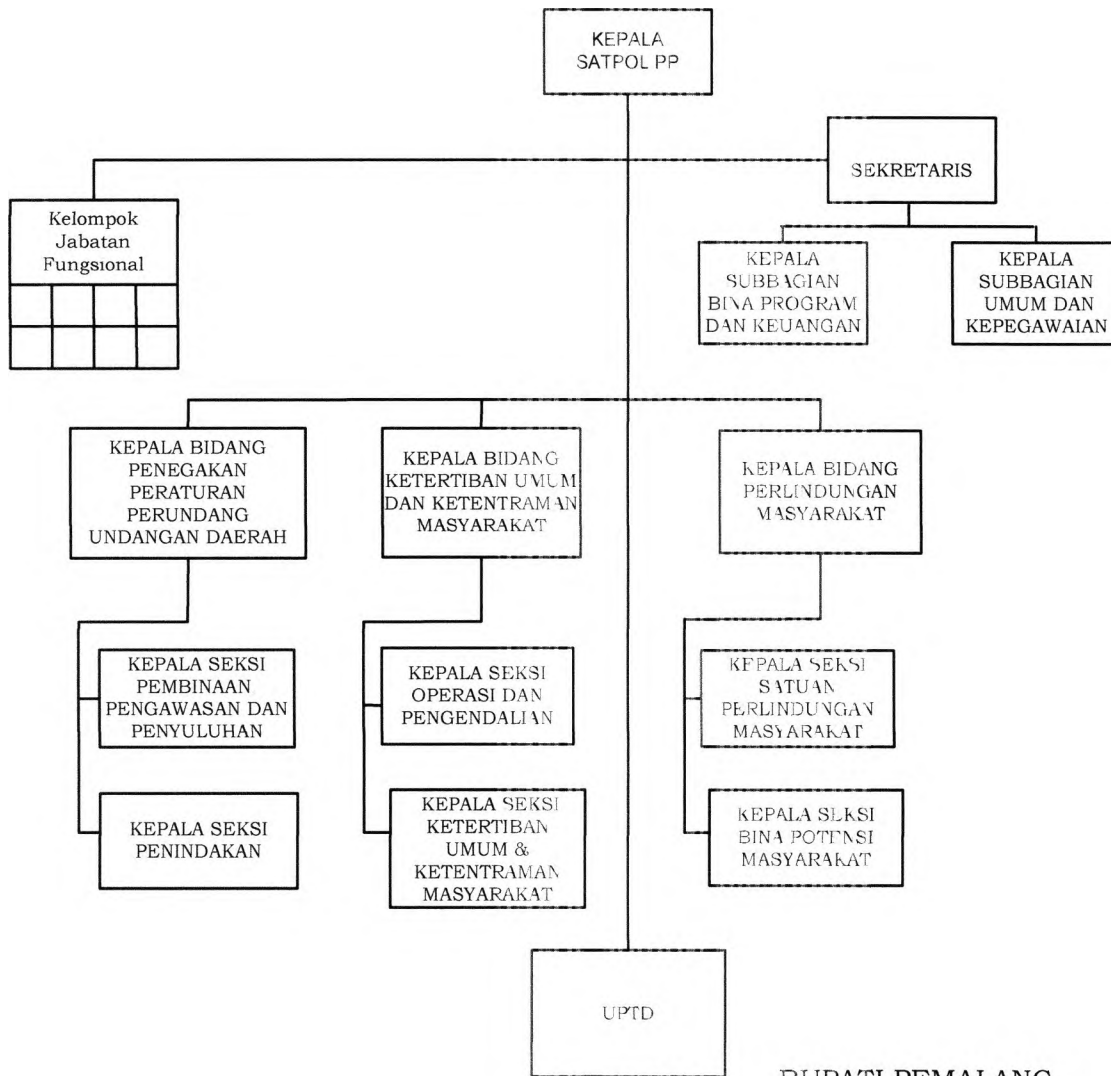 KEPALA
SATPOL PP
SEKRETARIS
Kelompok
Jabatan
Fungsional
KEPALA
SUBBAGIAN
BINA PROGRAM
DAN KEUANGAN
KEPALA
SUBBAGIAN
UMUM DAN
KEPEGAWAIAN
KEPALA BIDANG
PENEGAKAN
PERATURAN
PERUNDANG
UNDANGAN DAERAH
KEPALA BIDANG
KETERTIBAN UMUM
DAN KETENTRAMAN
MASYARAKAT
KEPALA BIDANG
PERLINDUNGAN
MASYARAKAT
KEPALA SEKSI
PEMBINAAN
PENGAWASAN DAN
PENYULUHAN
KEPALA SEKSI
OPERASI DAN
PENGENDALIAN
KEPALA SEKSI
SATUAN
PERLINDUNGAN
MASYARAKAT
KEPALA SEKSI
PENINDAKAN
KEPALA SEKSI
KETERTIBAN
UMUM &
KETENTRAMAN
MASYARAKAT
KEPALA SEKSI
BINA POTENSI
MASYARAKAT
UPTD
BUPATI PEMALANG